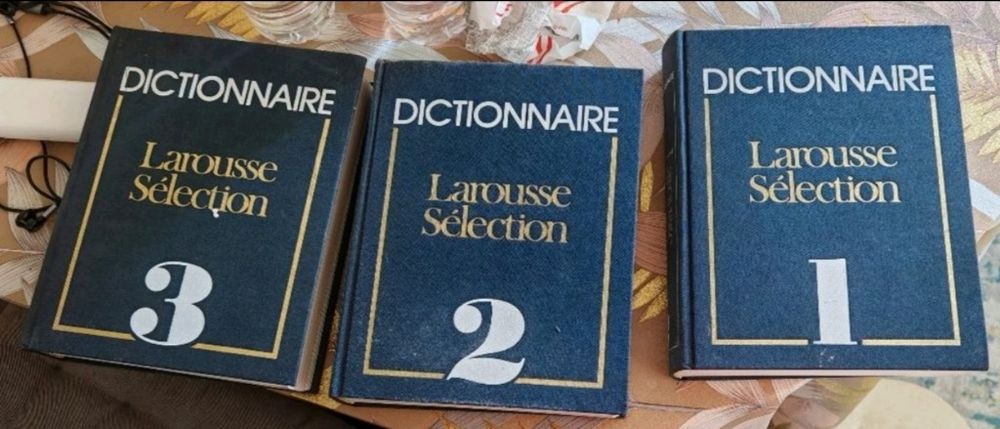 DICTIONNAIRE
Larousse
Sélection
3
DICTIONNAIRE
Larousse
Sélection
2
DICTIONNAIRE
Larousse
Sélection
1